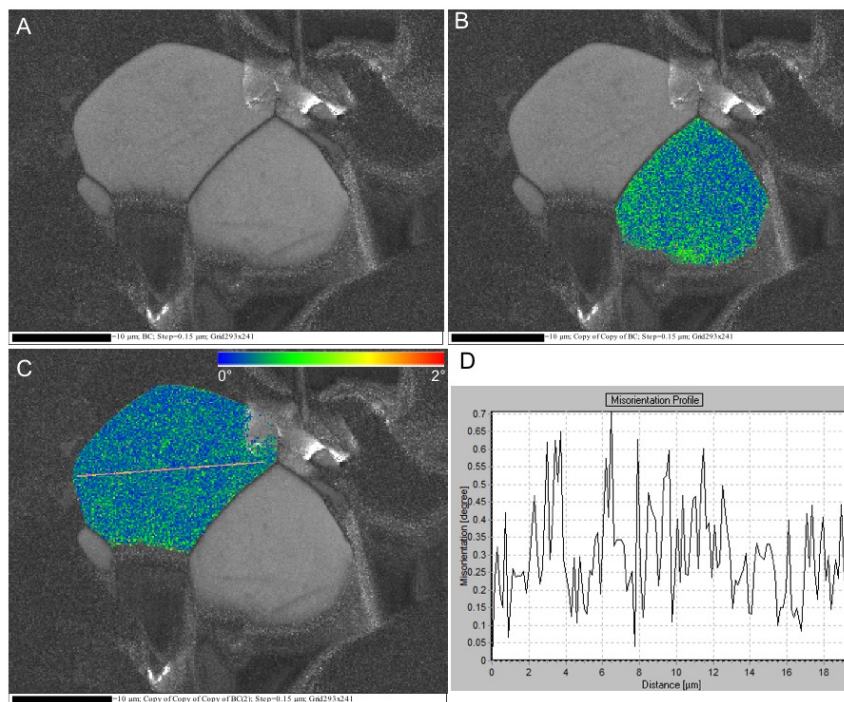 A
=10 µm; BC; Step=0.15 µm; Grid293x241
B
=10 µm; Copy of Copy of BC; Step=0.15 µm; Grid293x241
C
0°
2°
=10 µm; Copy of Copy of Copy of BC(2); Step=0.15 µm; Grid293x241
D
Misorientation Profile
Misorientation [degree]
0.7
0.65
0.6
0.55
0.5
0.45
0.4
0.35
0.3
0.25
0.2
0.15
0.1
0.05
0
0 2 4 6 8 10 12 14 16 18
Distance [µm]